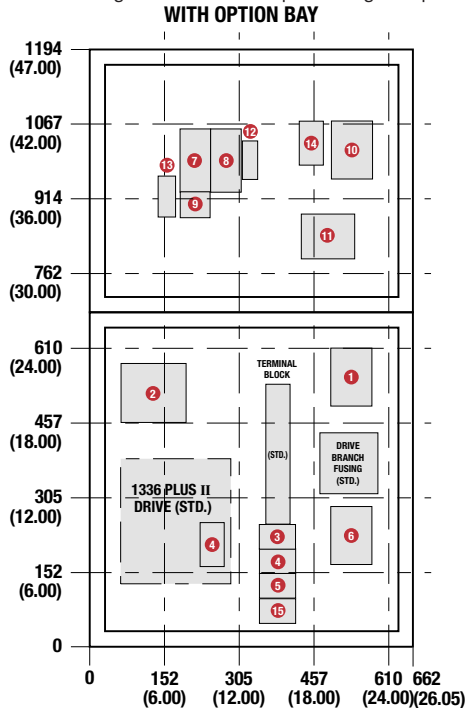 WITH OPTION BAY
1194
(47.00)
1067
(42.00)
12
13
7
8
14
10
914
(36.00)
9
11
762
(30.00)
610
(24.00)
TERMINAL
BLOCK
1
2
457
(18.00)
(STD.)
DRIVE
BRANCH
FUSING
(STD.)
1336 PLUS II
DRIVE (STD.)
305
(12.00)
3
4
6
4
152
(6.00)
5
15
0
0 152 305 457 610 662
(6.00) (12.00) (18.00) (24.00) (26.05)